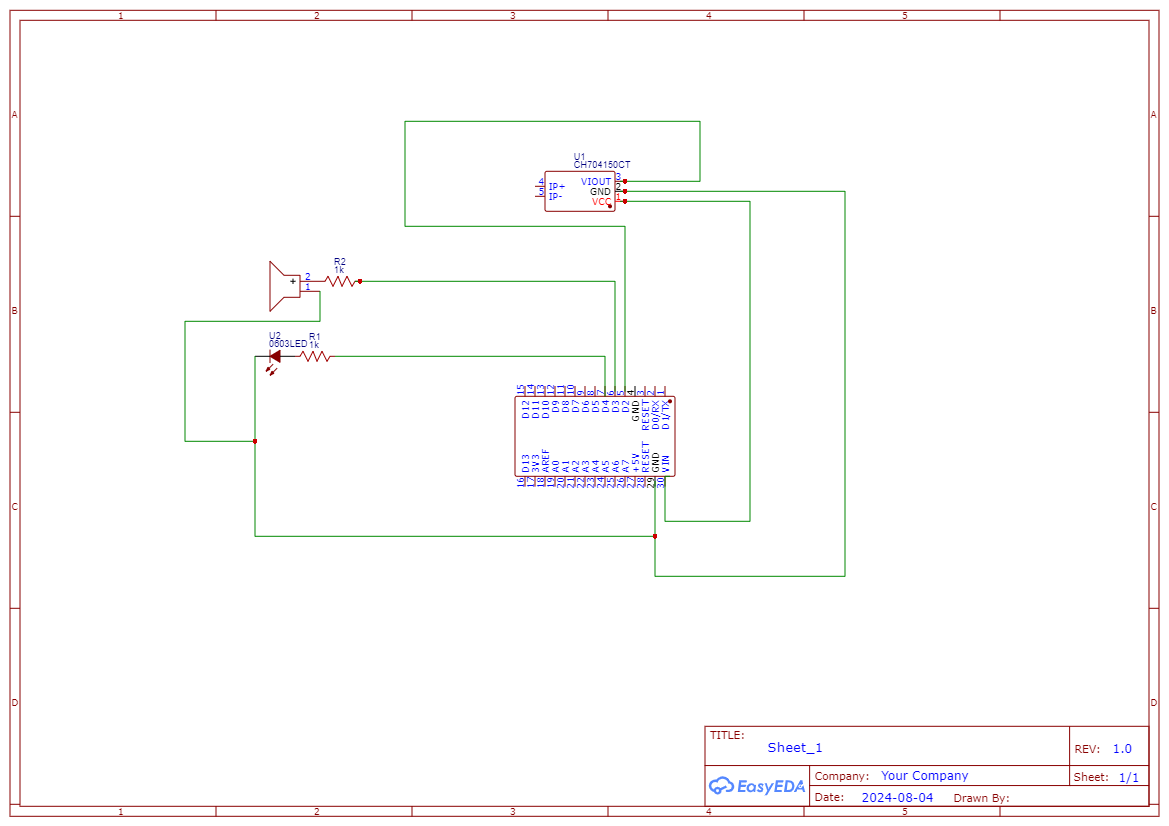 1 2 3 4 5
A A
U1
CH704150CT
4 IP+ VIOUT 3
5 IP- GND 2
VCC 1
R2
1k
B B
+ 2
1
U2 R1
0603LED 1k
15 14 13 12 11 10 9 8 7 6 5 4 3 2 1
D12 D11 D10 D9 D8 D7 D6 D5 D4 D3 D2 GND RESET D0/RX D1/TX
D13 3V3 AREF A0 A1 A2 A3 A4 A5 A6 A7 +5V RESET GND VIN
16 17 18 19 20 21 22 23 24 25 26 27 28 29 30
C C
D D
TITLE:
Sheet_1
REV: 1.0
EasyEDA
Company: Your Company
Sheet: 1/1
Date: 2024-08-04 Drawn By:
1 2 3 4 5